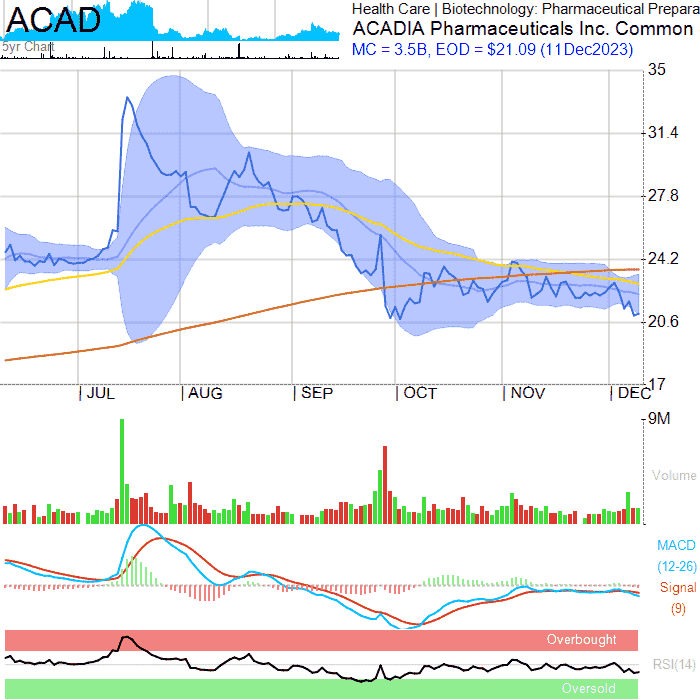 ACAD
Health Care | Biotechnology: Pharmaceutical Prepara
ACADIA Pharmaceuticals Inc. Common
MC = 3.5B, EOD = $21.09 (11Dec2023)
5yr Chart
35
31.4
27.8
24.2
20.6
17
JUL AUG SEP OCT NOV DEC
9M
Volume
MACD
(12-26)
Signal
(9)
Overbought
RSI(14)
Oversold